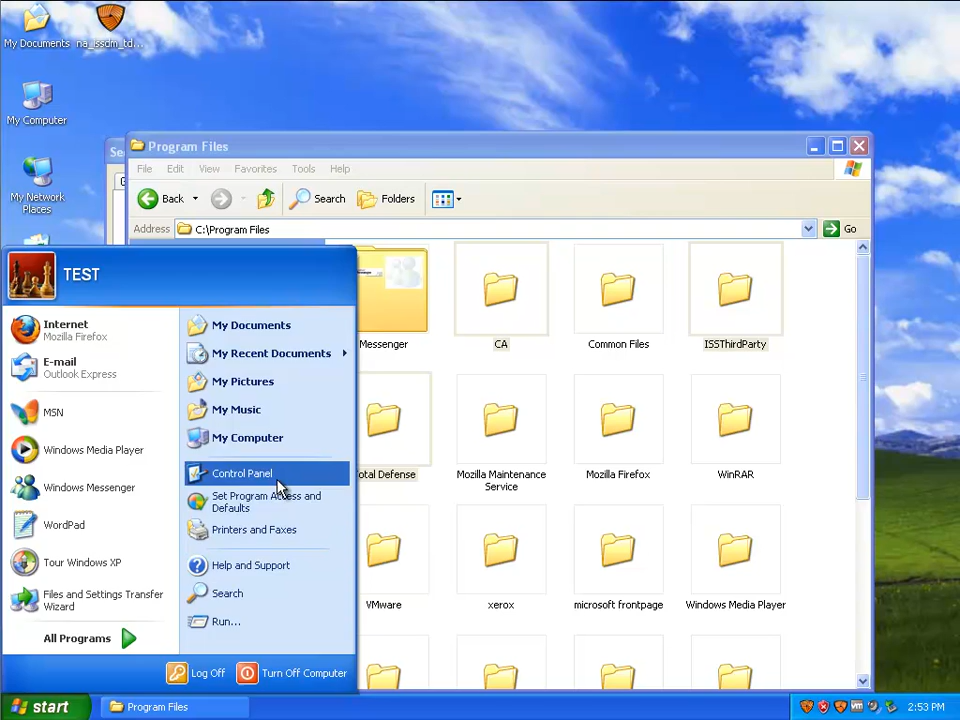 My Documents
na_issdm_td...
My Computer
My Network
Places
Program Files
File Edit View Favorites Tools Help
Back Search Folders
Address C:\Program Files Go
TEST
Internet
Mozilla Firefox
E-mail
Outlook Express
MSN
Windows Media Player
Windows Messenger
WordPad
Tour Windows XP
Files and Settings Transfer
Wizard
All Programs
My Documents
My Recent Documents
My Pictures
My Music
My Computer
Control Panel
Set Program Access and
Defaults
Printers and Faxes
Help and Support
Search
Run...
Log Off Turn Off Computer
Messenger CA Common Files ISSThirdParty
otal Defense Mozilla Maintenance
Service Mozilla Firefox WinRAR
VMware xerox microsoft frontpage Windows Media Player
start Program Files vm 2:53 PM